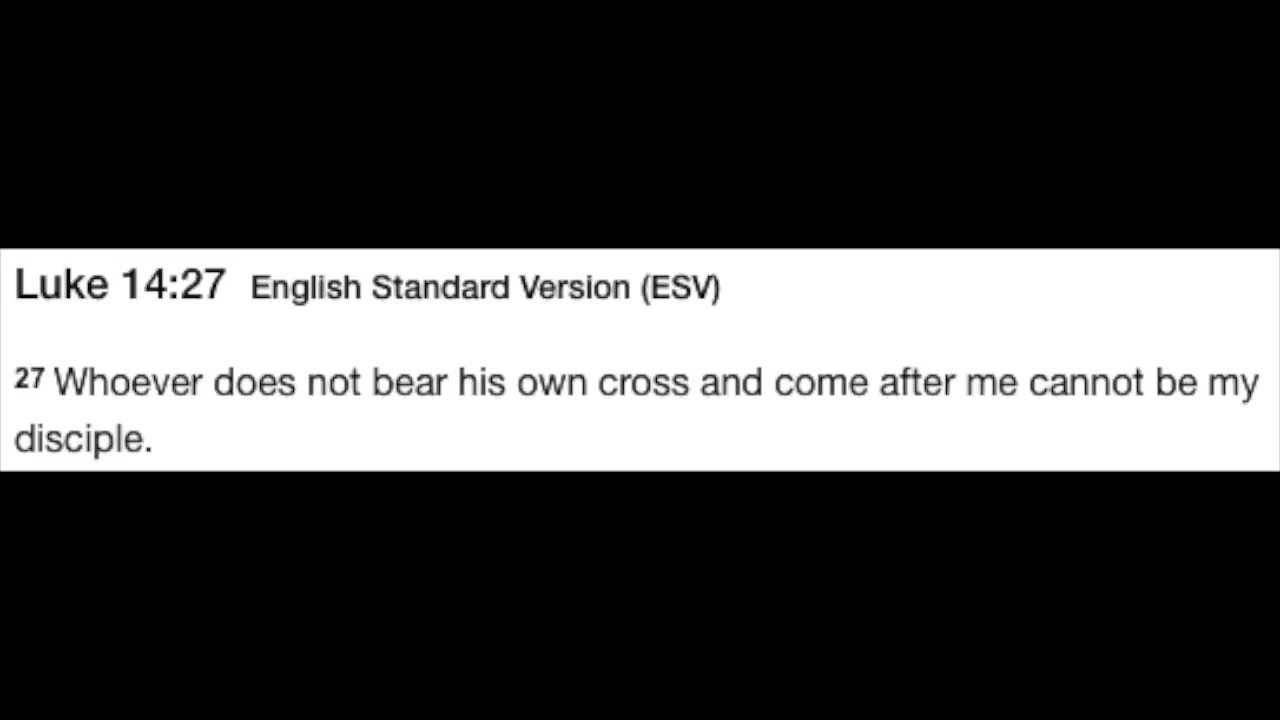 Luke 14:27 English Standard Version (ESV)
27 Whoever does not bear his own cross and come after me cannot be my
disciple.